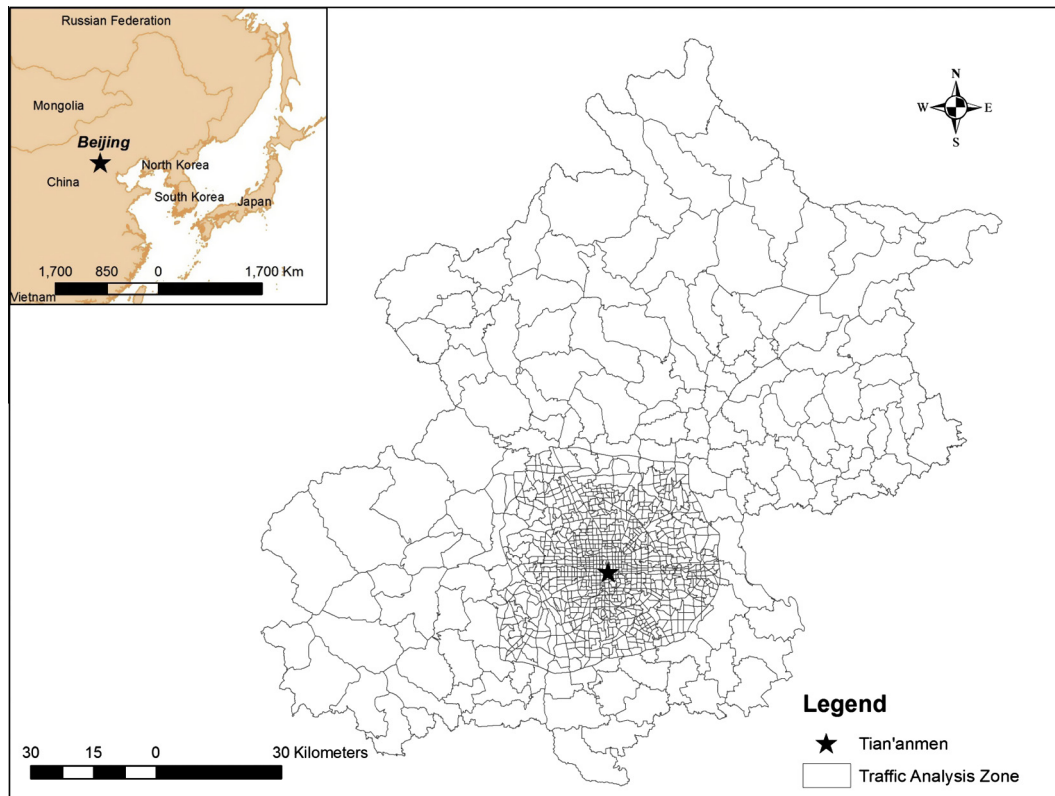 Russian Federation
Mongolia
Beijing
China
North Korea
South Korea
Japan
Vietnam
1,700 850 0 1,700 Km
N
W E
S
Legend
Tian'anmen
Traffic Analysis Zone
30 15 0 30 Kilometers